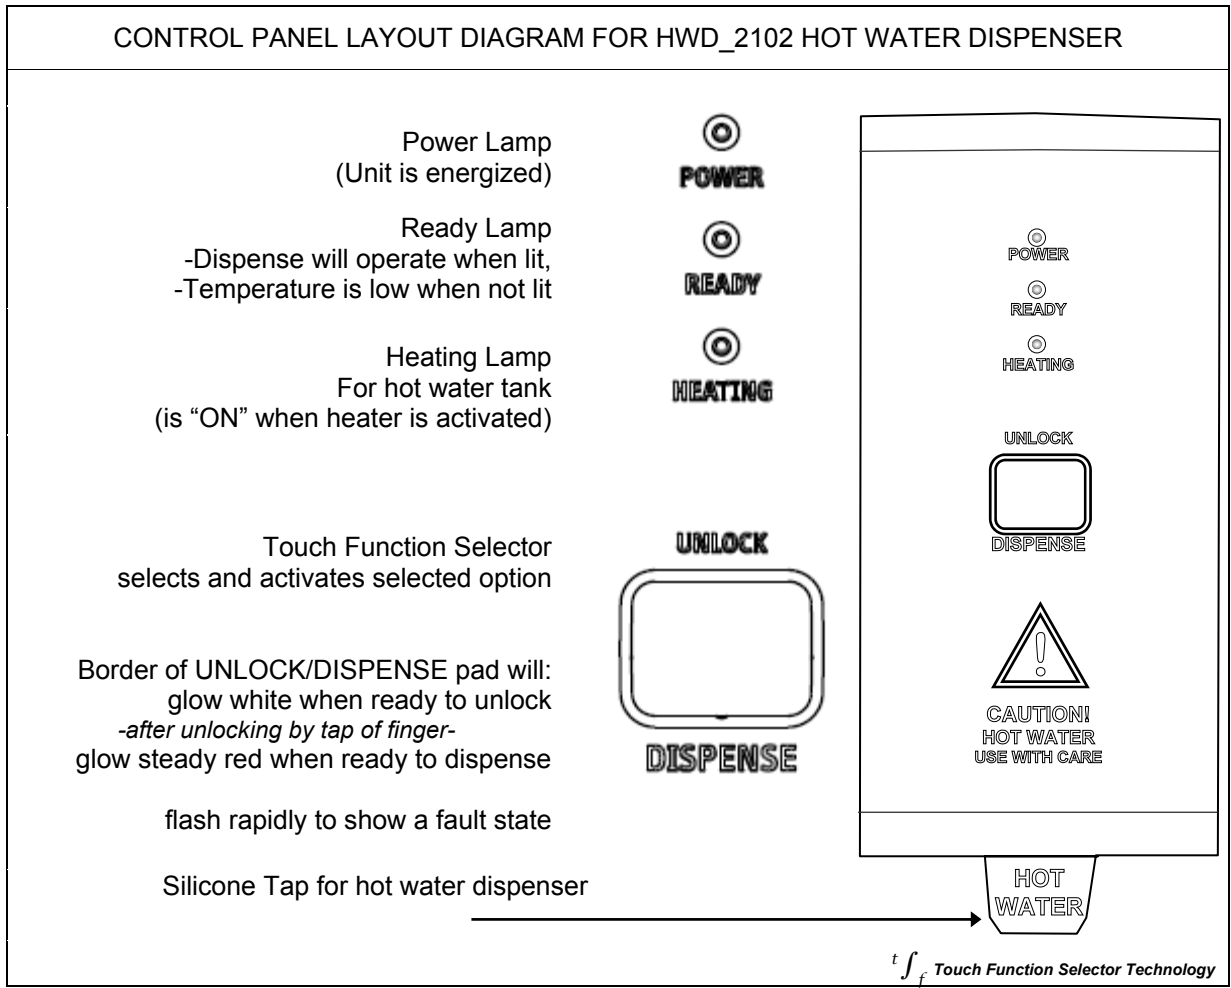 CONTROL PANEL LAYOUT DIAGRAM FOR HWD_2102 HOT WATER DISPENSER
Power Lamp
(Unit is energized)
POWER
Ready Lamp
-Dispense will operate when lit,
-Temperature is low when not lit
READY
Heating Lamp
For hot water tank
(is “ON” when heater is activated)
HEATING
Touch Function Selector
selects and activates selected option
UNLOCK
Border of UNLOCK/DISPENSE pad will:
glow white when ready to unlock
-after unlocking by tap of finger-
glow steady red when ready to dispense
DISPENSE
flash rapidly to show a fault state
Silicone Tap for hot water dispenser
POWER
READY
HEATING
UNLOCK
DISPENSE
CAUTION!
HOT WATER
USE WITH CARE
HOT
WATER
t∫f Touch Function Selector Technology